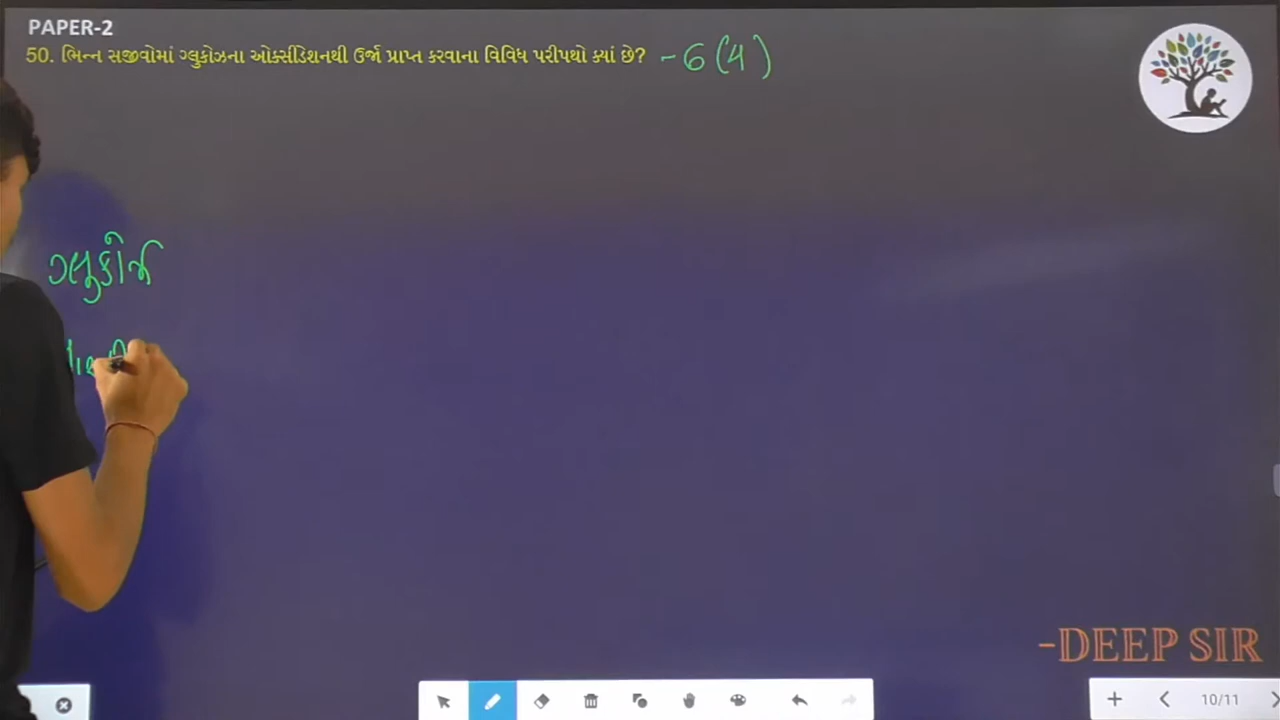 PAPER-2
50. ભિન્ન સજીવોમાં ગ્લુકોઝના ઓક્સીડિશનથી ઉર્જા પ્રાપ્ત કરવાના વિવિધ પરીપથો ક્યાં છે? - 6 (4)
ગ્લુકોઝ
-DEEP SIR
10/11